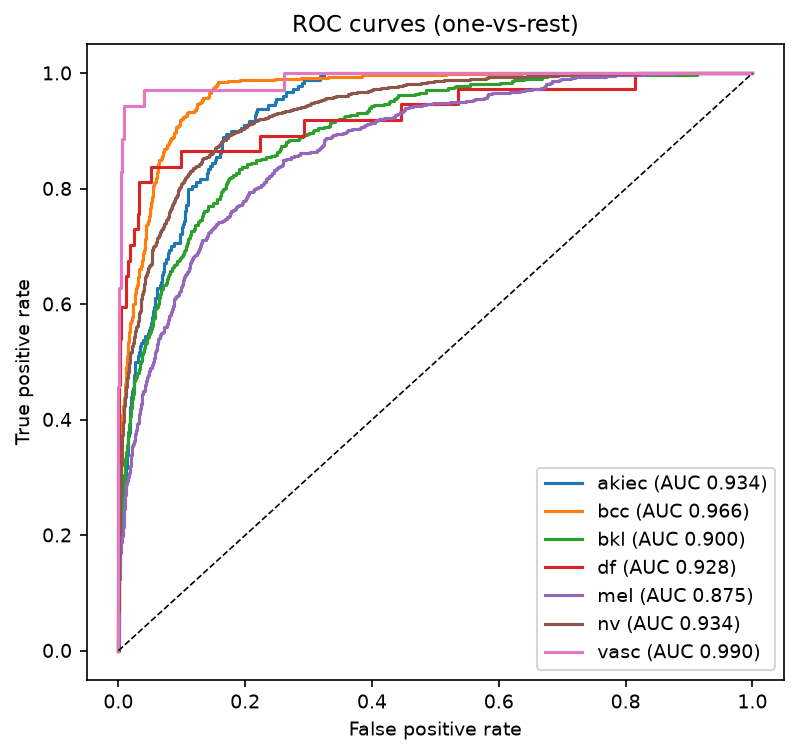 ROC curves (one-vs-rest)
True positive rate
1.0
0.8
0.6
0.4
0.2
0.0
akiec (AUC 0.934)
bcc (AUC 0.966)
bkl (AUC 0.900)
df (AUC 0.928)
mel (AUC 0.875)
nv (AUC 0.934)
vasc (AUC 0.990)
0.0 0.2 0.4 0.6 0.8 1.0
False positive rate